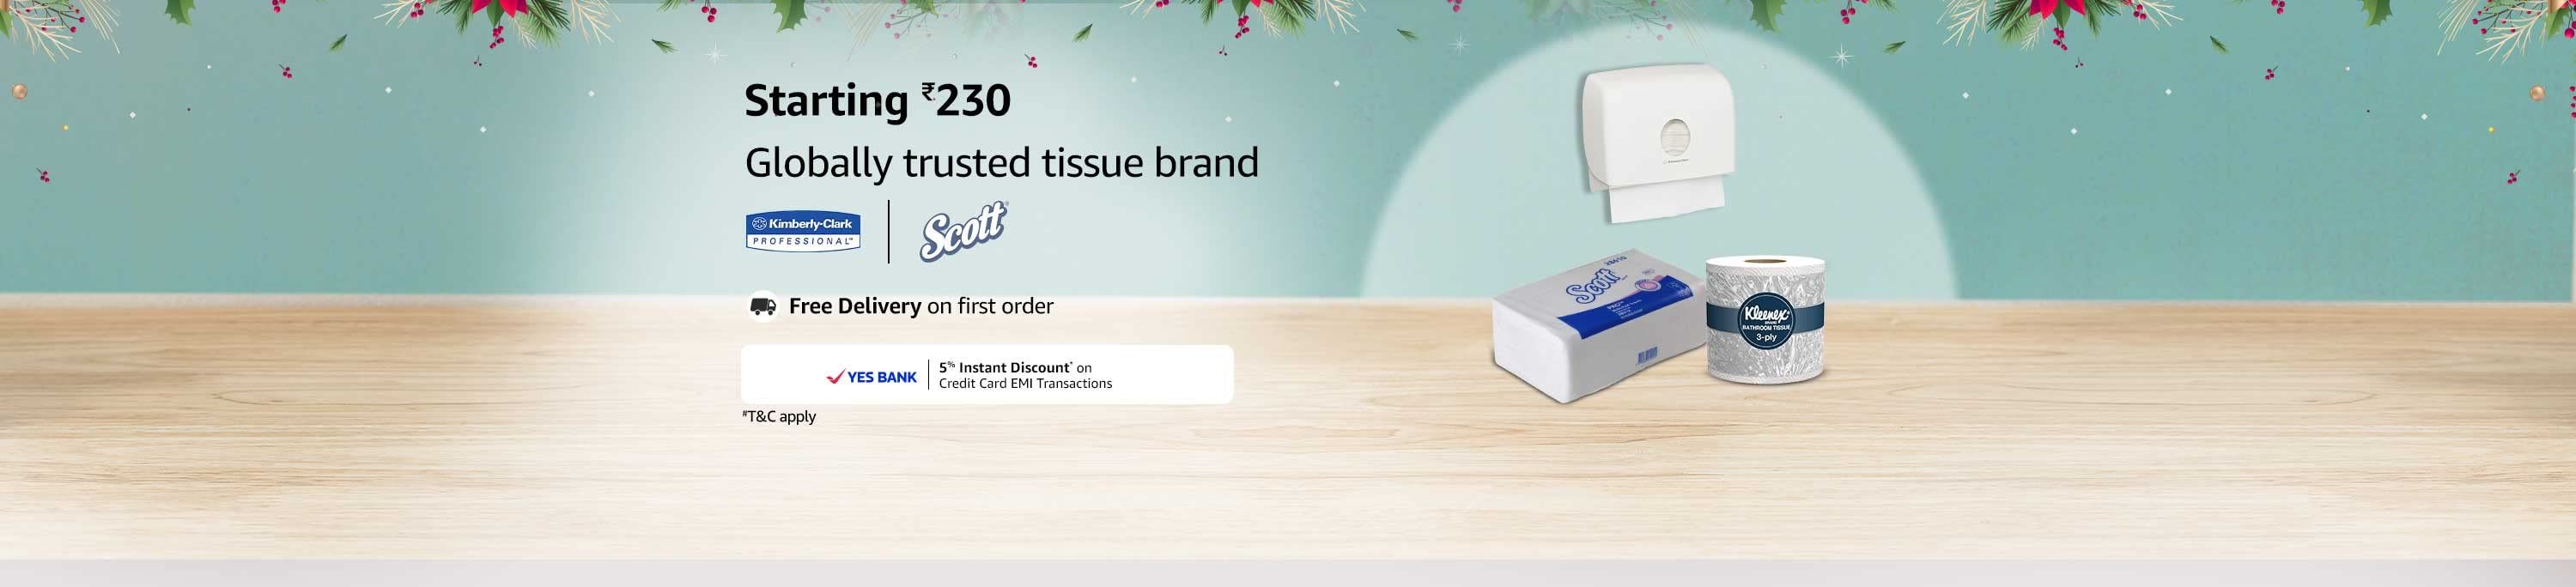 Starting ₹230
Globally trusted tissue brand
Kimberly-Clark
PROFESSIONAL™
Scott®
Free Delivery on first order
YES BANK
5% Instant Discount* on
Credit Card EMI Transactions
#T&C apply
Scott
Kleenex
BATHROOM TISSUE
3-ply